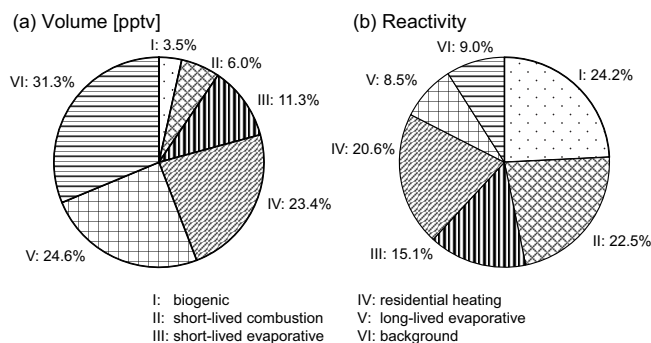 (a) Volume [pptv]
I: 3.5%
II: 6.0%
III: 11.3%
IV: 23.4%
V: 24.6%
VI: 31.3%
(b) Reactivity
I: 24.2%
II: 22.5%
III: 15.1%
IV: 20.6%
V: 8.5%
VI: 9.0%
I: biogenic
II: short-lived combustion
III: short-lived evaporative
IV: residential heating
V: long-lived evaporative
VI: background